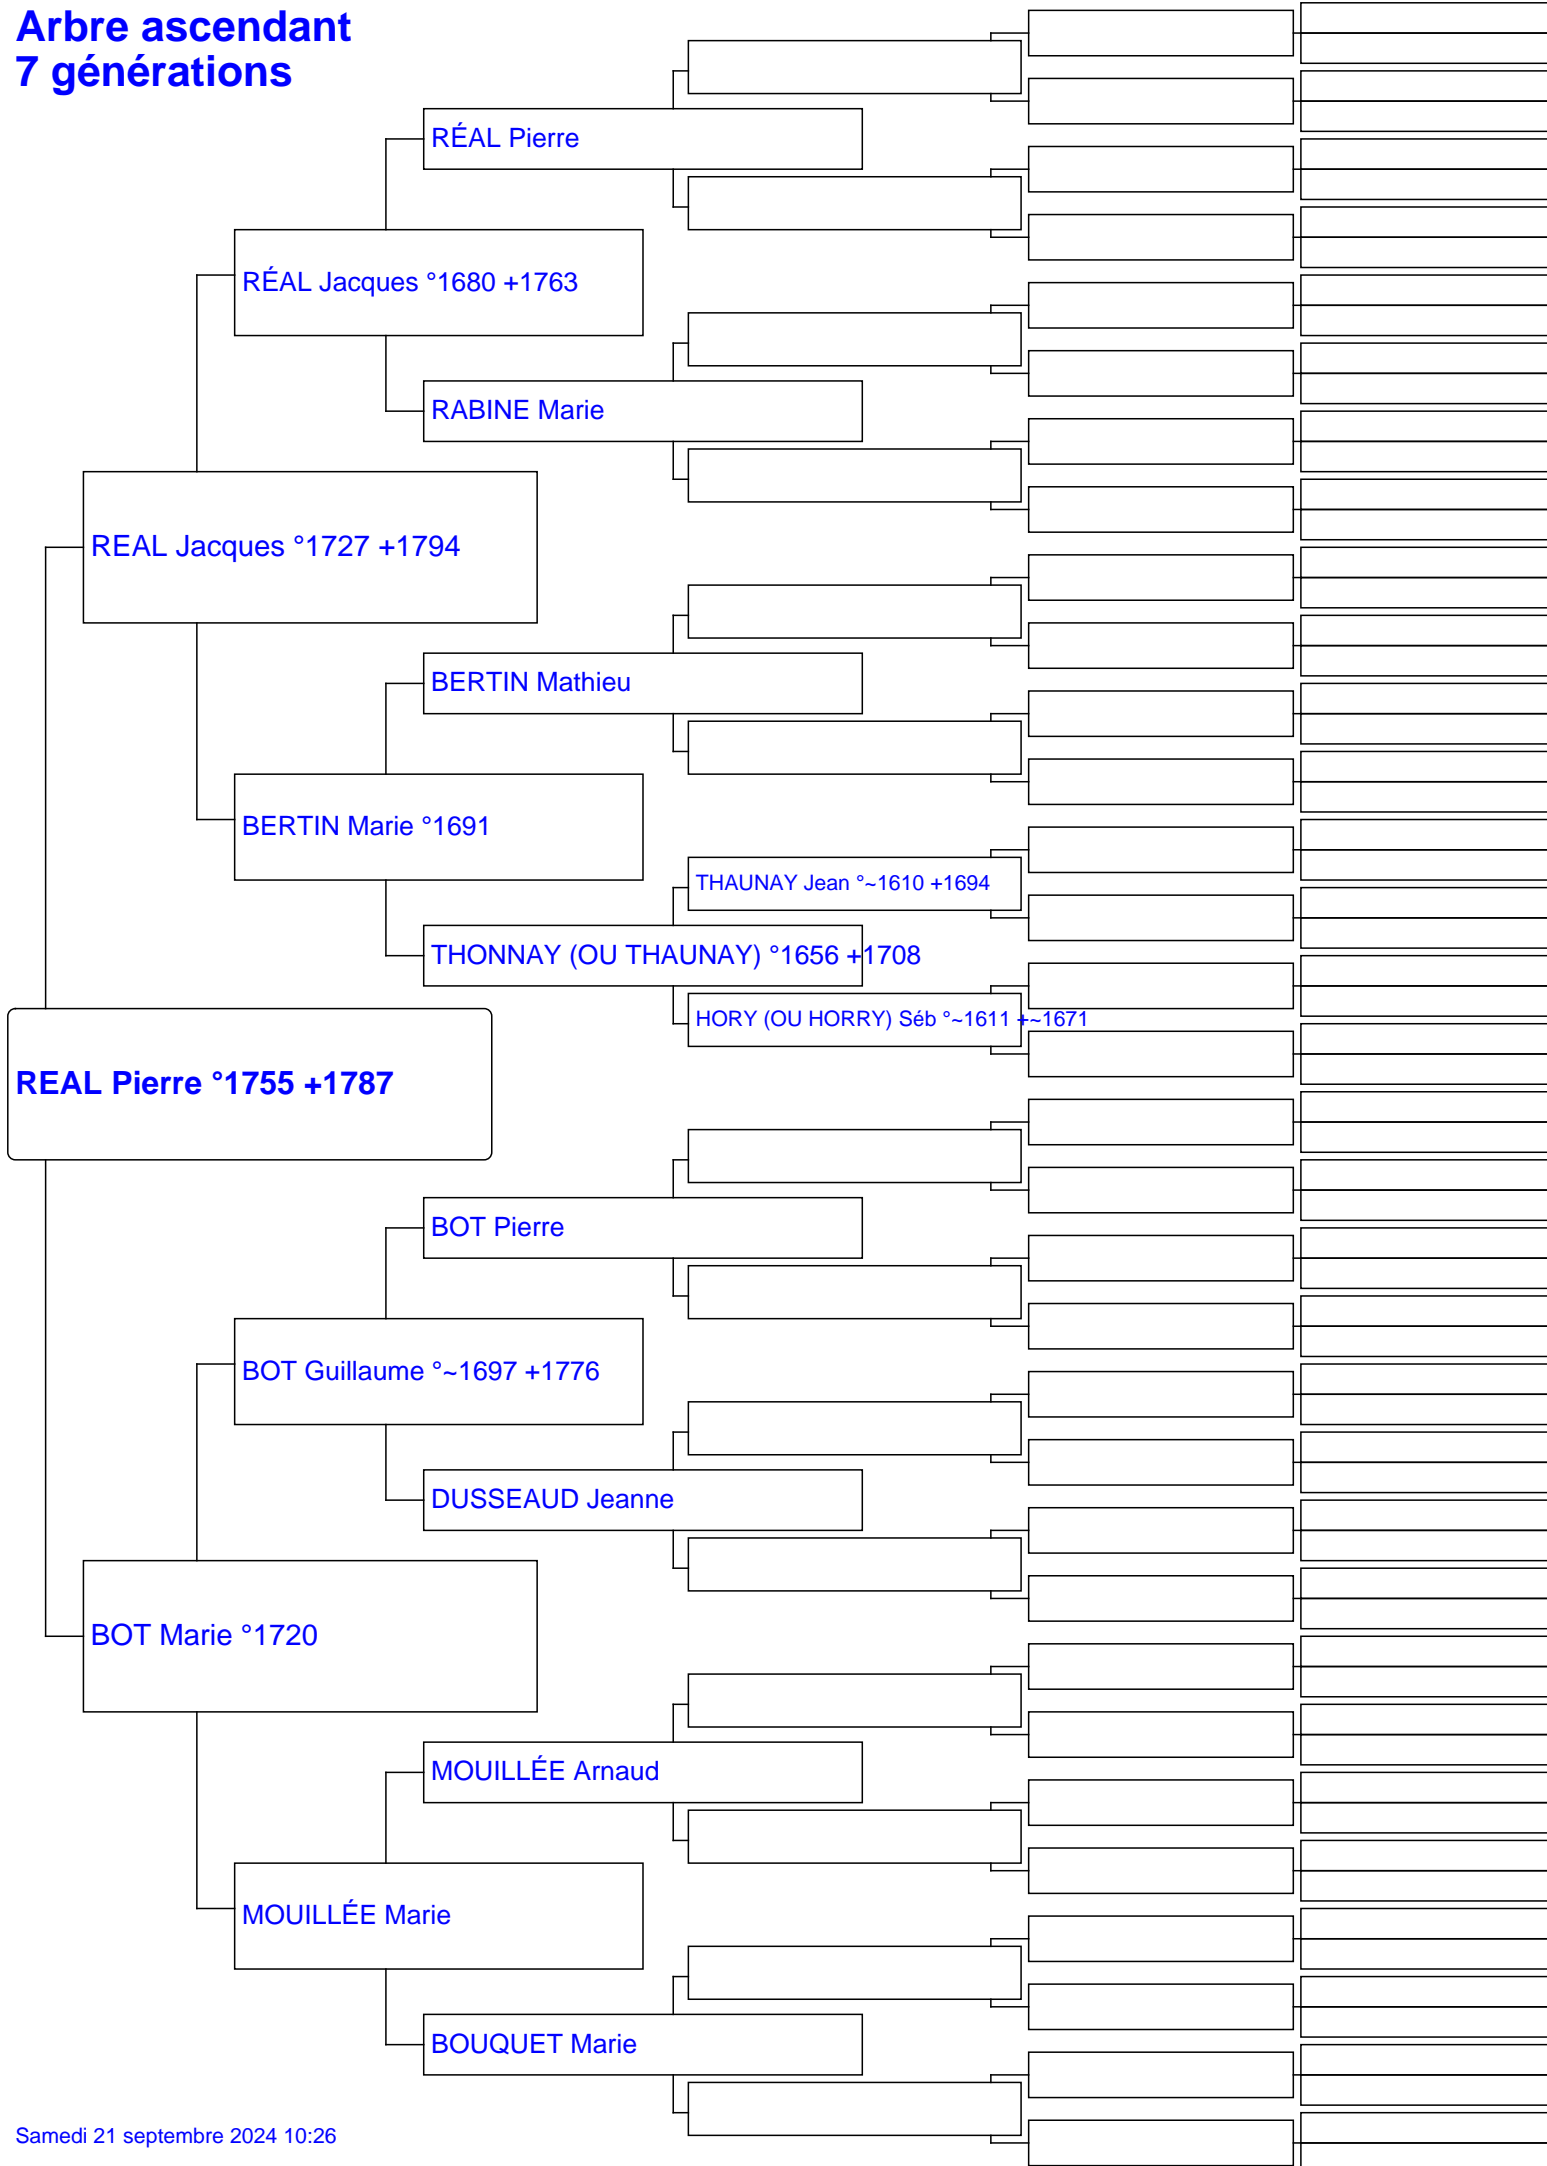 Arbre ascendant
7 générations
RÉAL Pierre
RÉAL Jacques °1680 +1763
RABINE Marie
REAL Jacques °1727 +1794
BERTIN Mathieu
BERTIN Marie °1691
THAUNAY Jean °~1610 +1694
THONNAY (OU THAUNAY) °1656 +1708
HORY (OU HORRY) Séb °~1611 +~1671
REAL Pierre °1755 +1787
BOT Pierre
BOT Guillaume °~1697 +1776
DUSSEAUD Jeanne
BOT Marie °1720
MOUILLÉE Arnaud
MOUILLÉE Marie
BOUQUET Marie
Samedi 21 septembre 2024 10:26